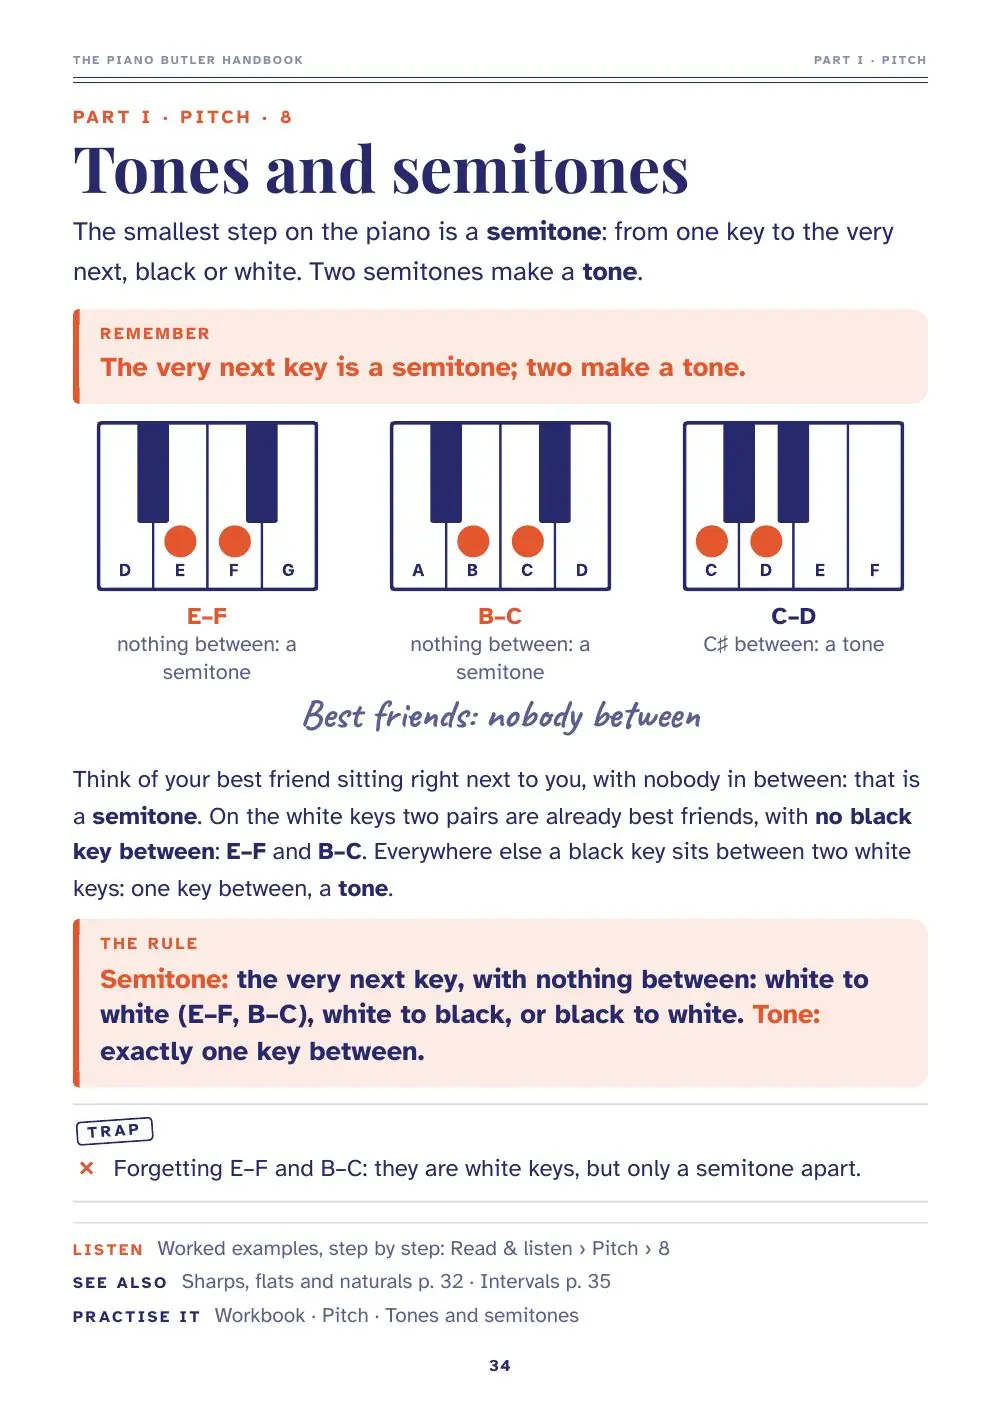 THE PIANO BUTLER HANDBOOK
PART I · PITCH
PART I · PITCH · 8
Tones and semitones
The smallest step on the piano is a semitone: from one key to the very
next, black or white. Two semitones make a tone.
REMEMBER
The very next key is a semitone; two make a tone.
D E F G
A B C D
C D E F
E–F
nothing between: a
semitone
B–C
nothing between: a
semitone
C–D
C♯ between: a tone
Best friends: nobody between
Think of your best friend sitting right next to you, with nobody in between: that is
a semitone. On the white keys two pairs are already best friends, with no black
key between: E–F and B–C. Everywhere else a black key sits between two white
keys: one key between, a tone.
THE RULE
Semitone: the very next key, with nothing between: white to
white (E–F, B–C), white to black, or black to white. Tone:
exactly one key between.
TRAP
× Forgetting E–F and B–C: they are white keys, but only a semitone apart.
LISTEN Worked examples, step by step: Read & listen › Pitch › 8
SEE ALSO Sharps, flats and naturals p. 32 · Intervals p. 35
PRACTISE IT Workbook · Pitch · Tones and semitones
34